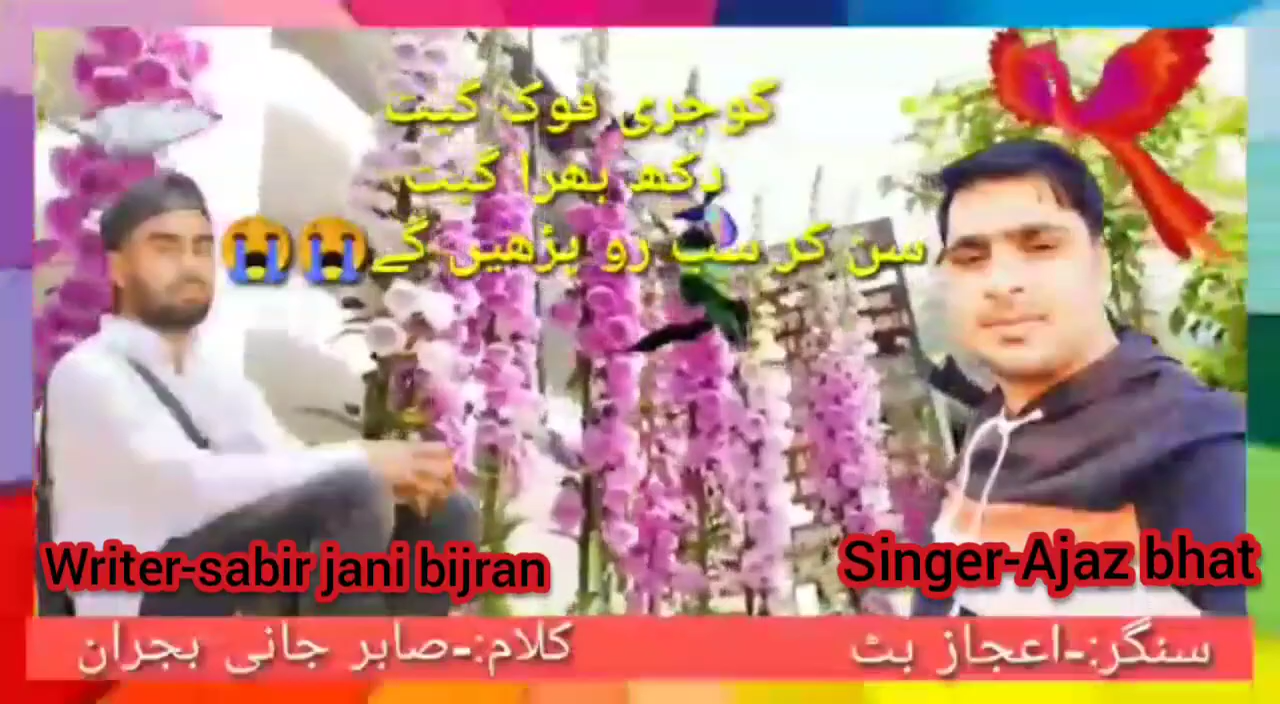 گوجری فوک گیت
دکھ بھرا گیت
سن کر سب رو پڑھیں گے😭😭
Writer-sabir jani bijran
Singer-Ajaz bhat
سنگر:-اعجاز بٹ
کلام:-صابر جانی بجران